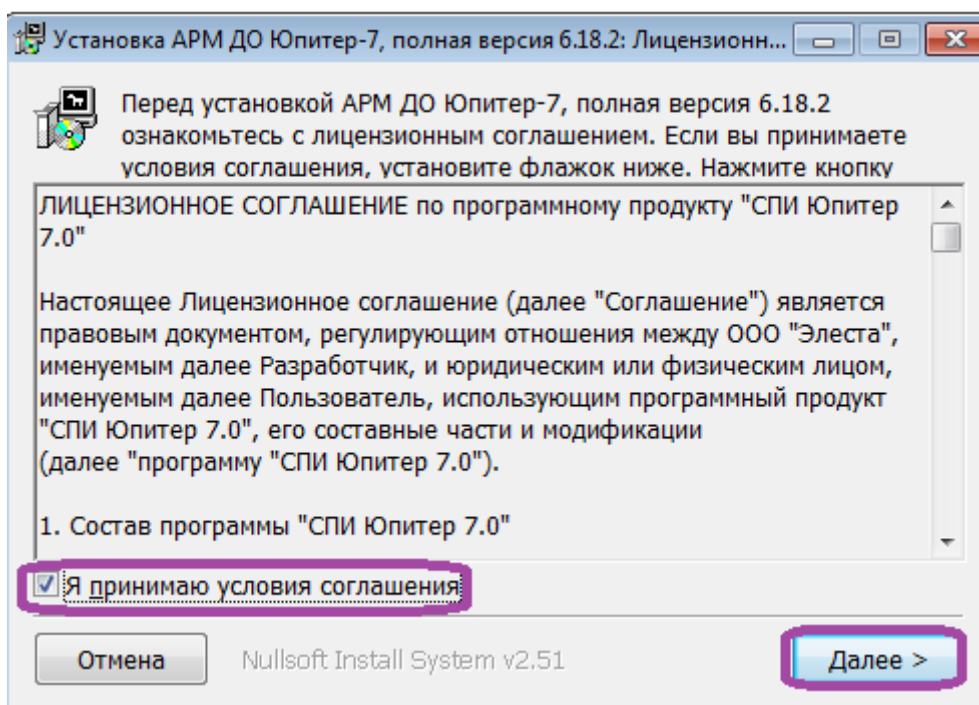 Установка АРМ ДО Юпитер-7, полная версия 6.18.2: Лицензионн...
Перед установкой АРМ ДО Юпитер-7, полная версия 6.18.2
ознакомьтесь с лицензионным соглашением. Если вы принимаете
условия соглашения, установите флажок ниже. Нажмите кнопку
ЛИЦЕНЗИОННОЕ СОГЛАШЕНИЕ по программному продукту "СПИ Юпитер
7.0"
Настоящее Лицензионное соглашение (далее "Соглашение") является
правовым документом, регулирующим отношения между ООО "Элеста",
именуемым далее Разработчик, и юридическим или физическим лицом,
именуемым далее Пользователь, использующим программный продукт
"СПИ Юпитер 7.0", его составные части и модификации
(далее "программу "СПИ Юпитер 7.0").
1. Состав программы "СПИ Юпитер 7.0"
Я принимаю условия соглашения
Отмена
Nullsoft Install System v2.51
Далее >